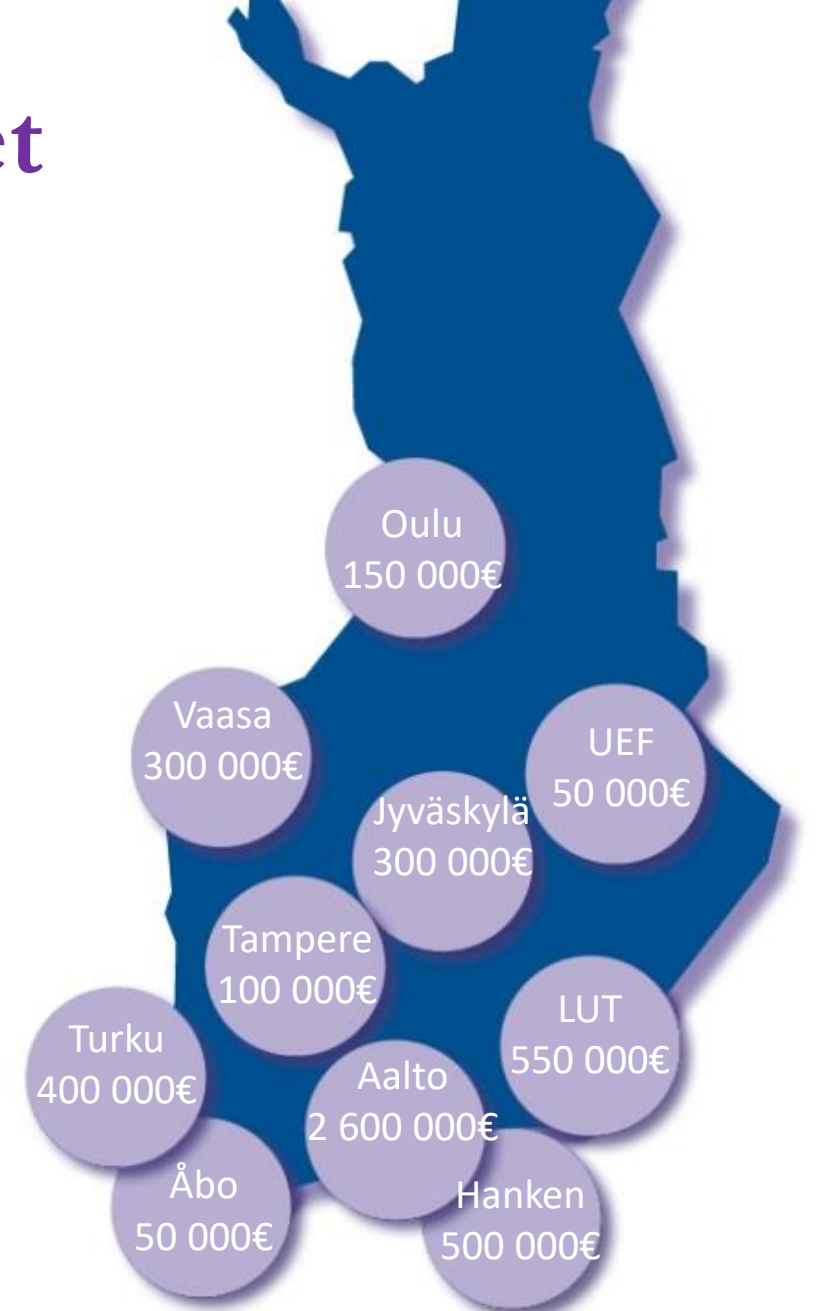 et
Oulu
150 000€
Vaasa
300 000€
UEF
50 000€
Jyväskylä
300 000€
Tampere
100 000€
LUT
550 000€
Turku
400 000€
Aalto
2 600 000€
Åbo
50 000€
Hanken
500 000€